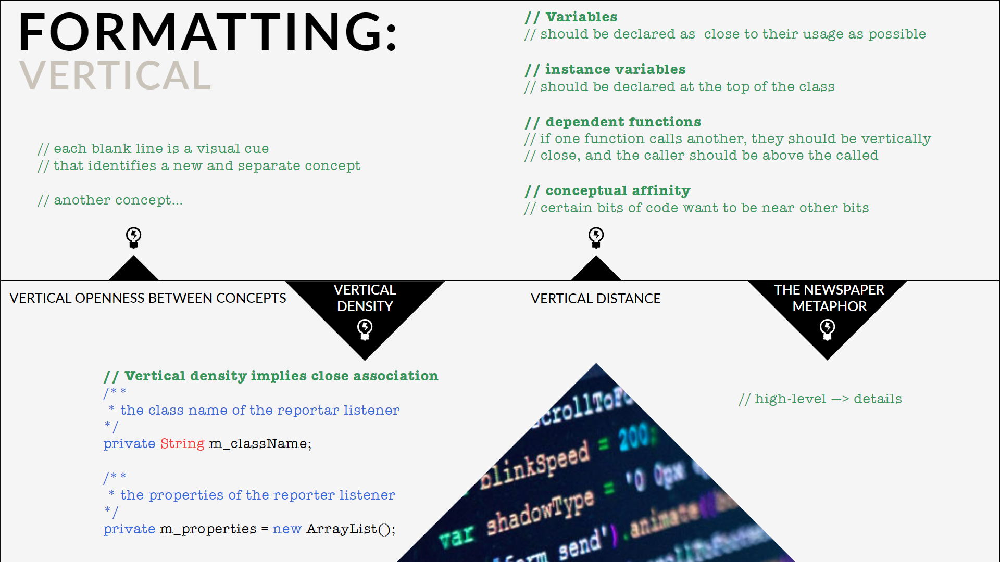 FORMATTING:
VERTICAL
// each blank line is a visual cue
// that identifies a new and separate concept
// another concept...
// Variables
// should be declared as  close to their usage as possible
// instance variables
// should be declared at the top of the class
// dependent functions
// if one function calls another, they should be vertically
// close, and the caller should be above the called
// conceptual affinity
// certain bits of code want to be near other bits
VERTICAL OPENNESS BETWEEN CONCEPTS
VERTICAL
DENSITY
VERTICAL DISTANCE
THE NEWSPAPER
METAPHOR
// Vertical density implies close association
/**
 * the class name of the reportar listener
*/
private String m_className;
/**
 * the properties of the reporter listener
*/
private m_properties = new ArrayList();
// high-level —> details
blinkSpeed = 200;
var shadowType = '0 0px
send').animate